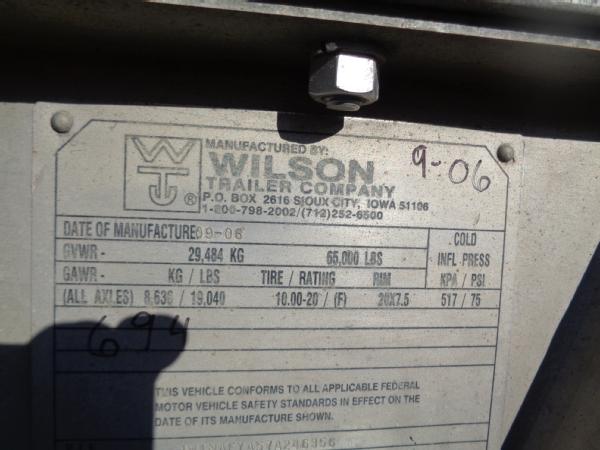 MANUFACTURED BY:
WILSON
TRAILER COMPANY
P.O. BOX 2616 SIOUX CITY, IOWA 51106
1-800-798-2002/(712)252-6500
9-06
WT ®
DATE OF MANUFACTURE: 09-06
GVWR - 29,484 KG 65,000 LBS
COLD
INFL. PRESS
GAWR - KG / LBS TIRE / RATING RIM KPA / PSI
(ALL AXLES) 8,636 / 19,040 10.00-20 / (F) 20X7.5 517 / 75
694
THIS VEHICLE CONFORMS TO ALL APPLICABLE FEDERAL
MOTOR VEHICLE SAFETY STANDARDS IN EFFECT ON THE
DATE OF ITS MANUFACTURE SHOWN.